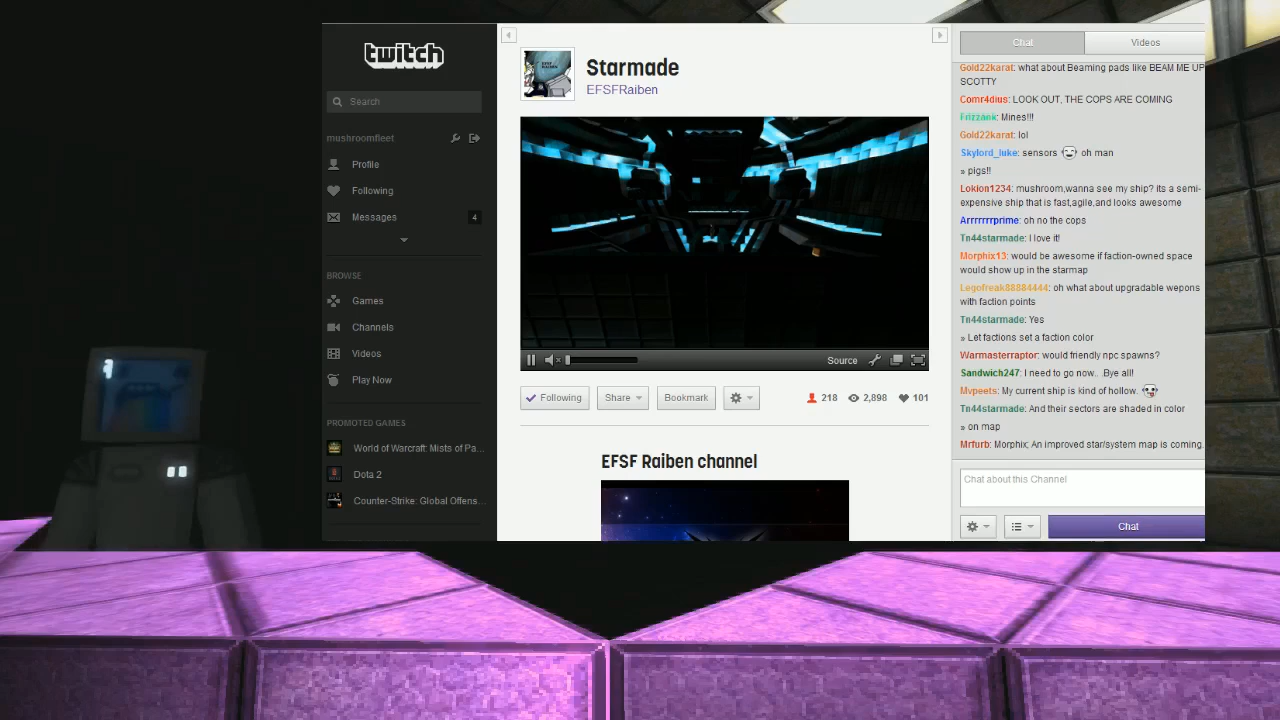 twitch
Search
mushroomfleet
Profile
Following
Messages 4
BROWSE
Games
Channels
Videos
Play Now
PROMOTED GAMES
World of Warcraft: Mists of Pa...
Dota 2
Counter-Strike: Global Offens...
Starmade
EFSFRaiben
Source
Following
Share
Bookmark
218 2,898 101
EFSF Raiben channel
Chat Videos
Gold22karat: what about Beaming pads like BEAM ME UP
SCOTTY
Comr4dius: LOOK OUT, THE COPS ARE COMING
Frizzank: Mines!!!
Gold22karat: lol
Skylord_luke: sensors oh man
» pigs!!
Lokion1234: mushroom,wanna see my ship? its a semi-
expensive ship that is fast,agile,and looks awesome
Arrrrrrrprime: oh no the cops
Tn44starmade: I love it!
Morphix13: would be awesome if faction-owned space
would show up in the starmap
Legofreak88884444: oh what about upgradable wepons
with faction points
Tn44starmade: Yes
» Let factions set a faction color
Warmasterraptor: would friendly npc spawns?
Sandwich247: I need to go now.. .Bye all!
Mvpeets: My current ship is kind of hollow..
Tn44starmade: And their sectors are shaded in color
» on map
Mrfurb: Morphix; An improved star/system map is coming.
Chat about this Channel
Chat